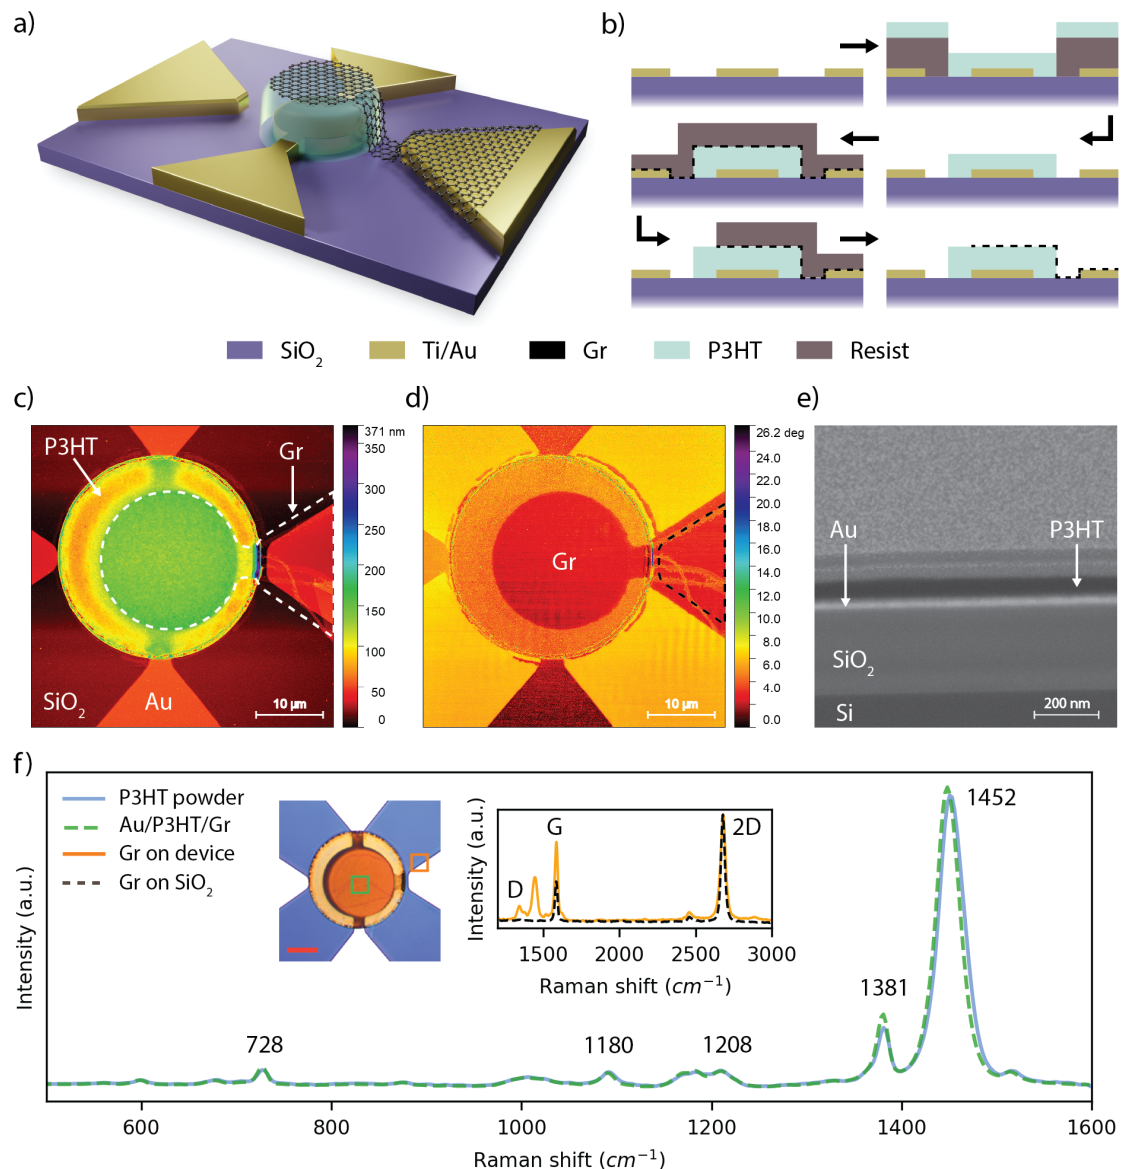 a)
b)
SiO2
Ti/Au
Gr
P3HT
Resist
c)
P3HT
Gr
SiO2
Au
10 µm
371 nm
350
300
250
200
150
100
50
0
d)
Gr
10 µm
26.2 deg
24.0
22.0
20.0
18.0
16.0
14.0
12.0
10.0
8.0
6.0
4.0
0.0
e)
Au
P3HT
SiO2
Si
200 nm
f)
P3HT powder
Au/P3HT/Gr
Gr on device
Gr on SiO2
Intensity (a.u.)
D
G
2D
1500
2000
2500
3000
Raman shift (cm−1)
1452
1381
728
1180
1208
Intensity (a.u.)
600
800
1000
1200
1400
1600
Raman shift (cm−1)